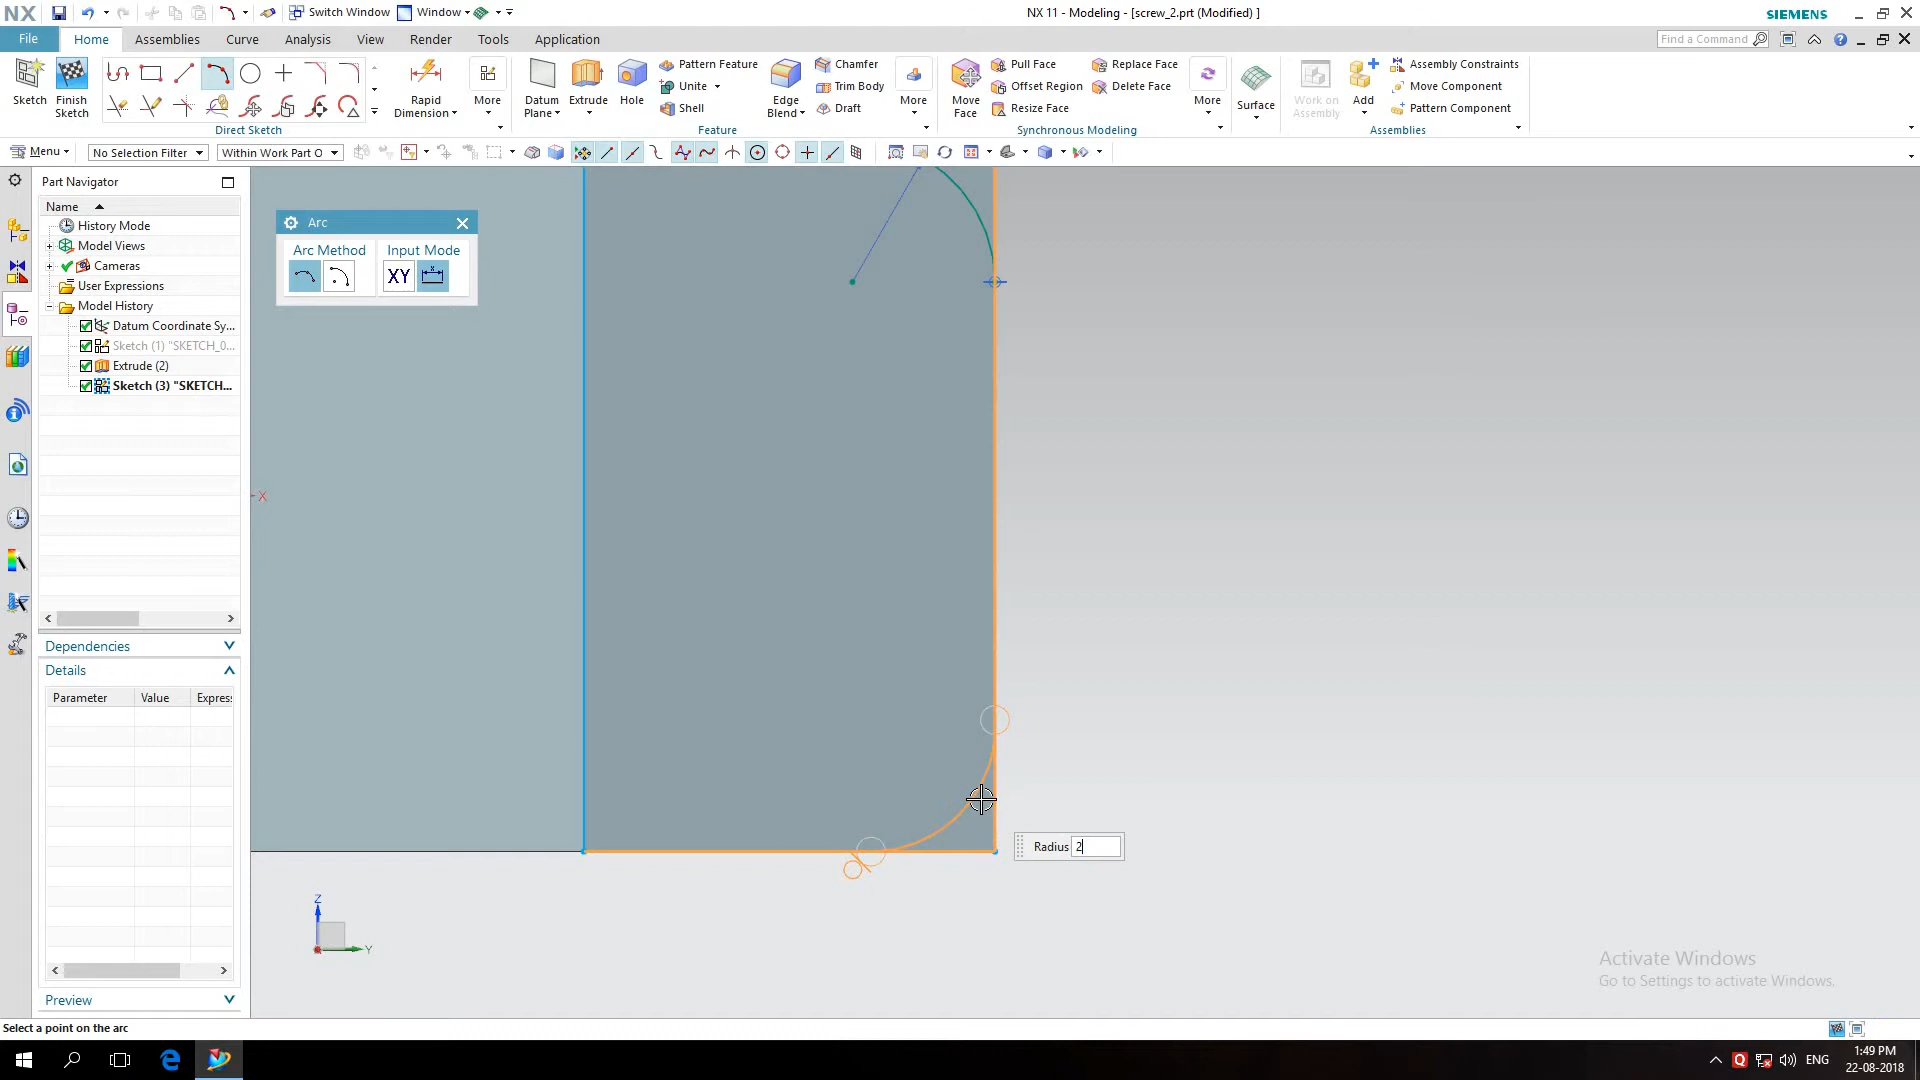 NX
Switch Window
Window
NX 11 - Modeling - [screw_2.prt (Modified) ]
SIEMENS
File
Home
Assemblies
Curve
Analysis
View
Render
Tools
Application
Find a Command
Sketch
Finish Sketch
Rapid Dimension
More
Direct Sketch
Datum Plane
Extrude
Hole
Pattern Feature
Unite
Shell
Edge Blend
Chamfer
Trim Body
Draft
More
Feature
Move Face
Pull Face
Offset Region
Resize Face
Replace Face
Delete Face
More
Synchronous Modeling
Surface
Work on Assembly
Add
Assembly Constraints
Move Component
Pattern Component
Assemblies
Menu
No Selection Filter
Within Work Part O
Part Navigator
Name
History Mode
Model Views
Cameras
User Expressions
Model History
Datum Coordinate Sy...
Sketch (1) "SKETCH_0...
Extrude (2)
Sketch (3) "SKETCH...
Dependencies
Details
Parameter
Value
Express
Preview
Arc
Arc Method
Input Mode
XY
X
Radius 2
Z
Y
Activate Windows
Go to Settings to activate Windows.
Select a point on the arc
ENG
1:49 PM
22-08-2018